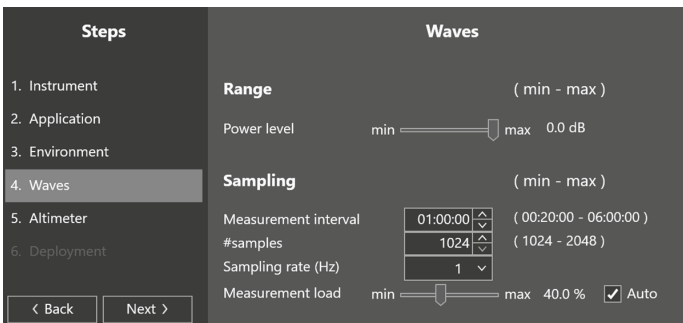 Steps
1. Instrument
2. Application
3. Environment
4. Waves
5. Altimeter
6. Deployment
< Back Next >
Waves
Range ( min - max )
Power level min max 0.0 dB
Sampling ( min - max )
Measurement interval 01:00:00 ( 00:20:00 - 06:00:00 )
#samples 1024 ( 1024 - 2048 )
Sampling rate (Hz) 1
Measurement load min max 40.0 % Auto